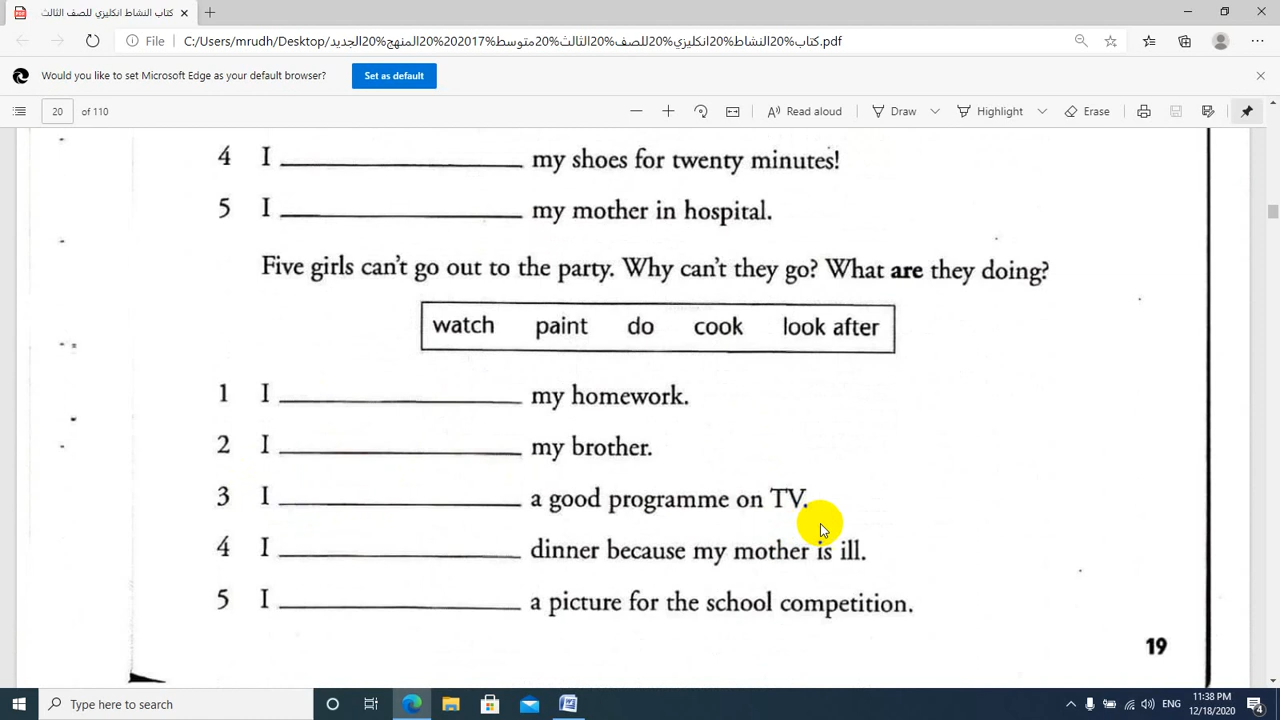 كتاب النشاط انكليزي للصف الثالث
File C:/Users/mrudh/Desktop/كتاب%20النشاط%20انكليزي%20للصف%20الثالث%20متوسط%202017%20المنهج%20الجديد.pdf
Would you like to set Microsoft Edge as your default browser? Set as default
20 of 110 Read aloud Draw Highlight Erase
4 I ____________ my shoes for twenty minutes!
5 I ____________ my mother in hospital.
Five girls can't go out to the party. Why can't they go? What are they doing?
watch paint do cook look after
1 I ____________ my homework.
2 I ____________ my brother.
3 I ____________ a good programme on TV.
4 I ____________ dinner because my mother is ill.
5 I ____________ a picture for the school competition.
19
Type here to search ENG 11:38 PM
12/18/2020